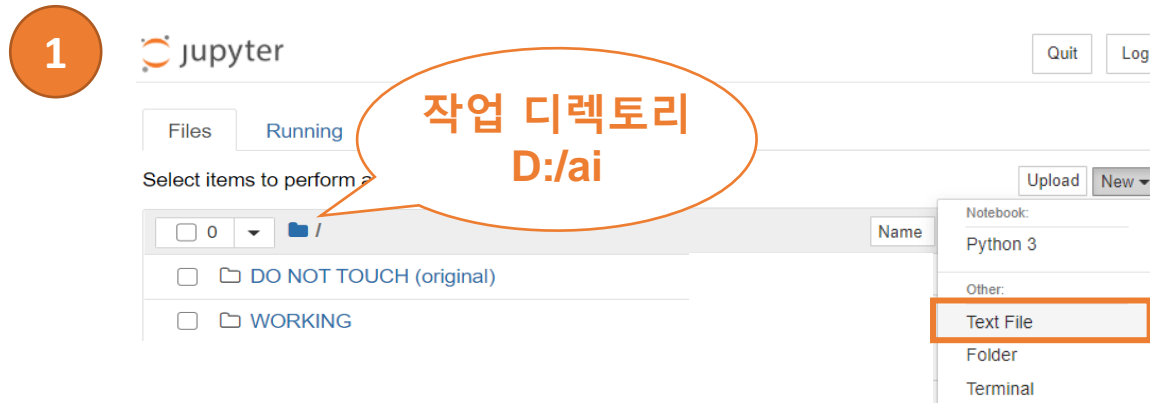 1
jupyter
Quit
Log
작업 디렉토리
D:/ai
Files
Running
Select items to perform a
Upload
New
0
/
Name
Notebook:
Python 3
DO NOT TOUCH (original)
Other:
WORKING
Text File
Folder
Terminal